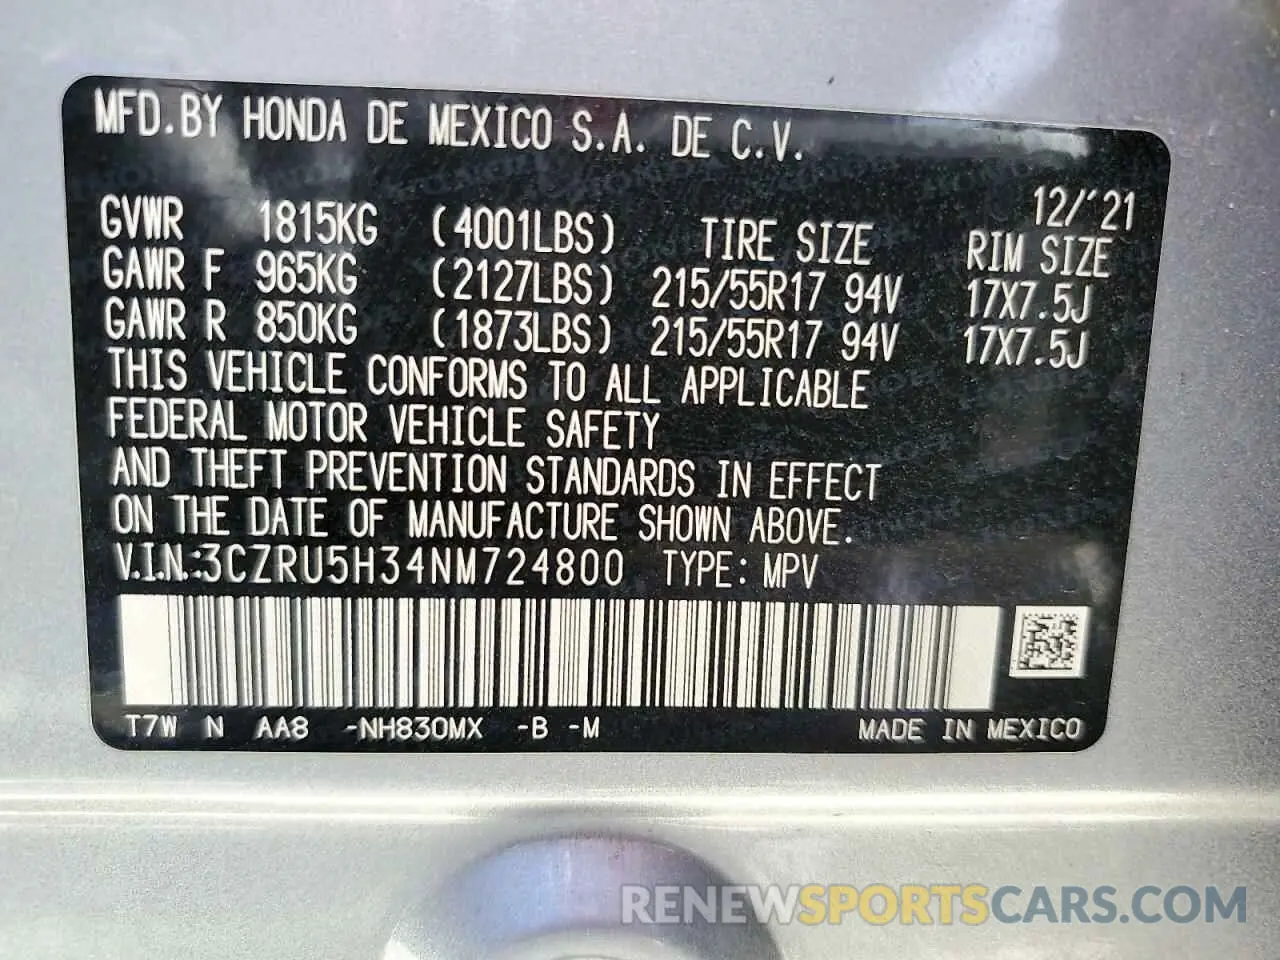 MFD.BY HONDA DE MEXICO S.A. DE C.V.
12/'21
GVWR 1815KG (4001LBS) TIRE SIZE RIM SIZE
GAWR F 965KG (2127LBS) 215/55R17 94V 17X7.5J
GAWR R 850KG (1873LBS) 215/55R17 94V 17X7.5J
THIS VEHICLE CONFORMS TO ALL APPLICABLE
FEDERAL MOTOR VEHICLE SAFETY
AND THEFT PREVENTION STANDARDS IN EFFECT
ON THE DATE OF MANUFACTURE SHOWN ABOVE.
V.I.N.:3CZRU5H34NM724800 TYPE: MPV
T7W N AA8 -NH830MX -B -M MADE IN MEXICO
RENEWSPORTSCARS.COM